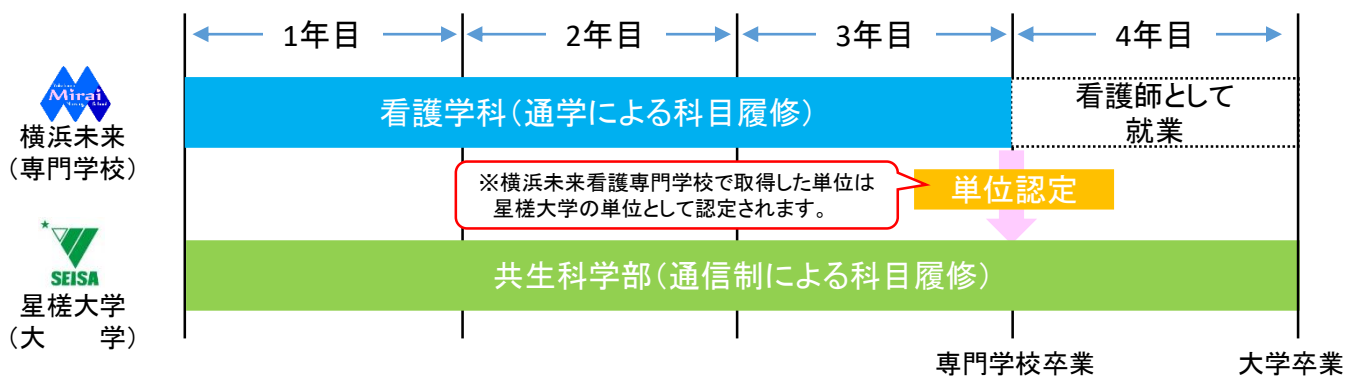 1年目 2年目 3年目 4年目
Mirai
横浜未来
(専門学校)
看護学科(通学による科目履修)
看護師として
就業
※横浜未来看護専門学校で取得した単位は
星槎大学の単位として認定されます。
単位認定
SEISA
星槎大学
(大 学)
共生科学部(通信制による科目履修)
専門学校卒業 大学卒業